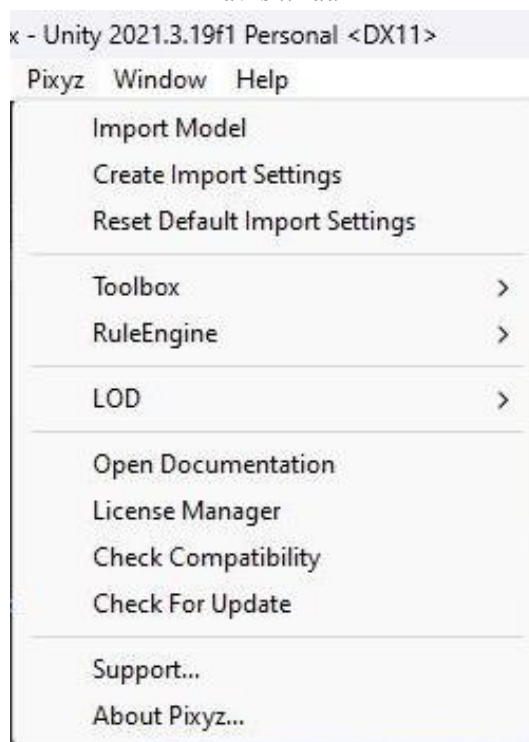 x - Unity 2021.3.19f1 Personal <DX11>
Pixyz Window Help
Import Model
Create Import Settings
Reset Default Import Settings
Toolbox >
RuleEngine >
LOD >
Open Documentation
License Manager
Check Compatibility
Check For Update
Support...
About Pixyz...